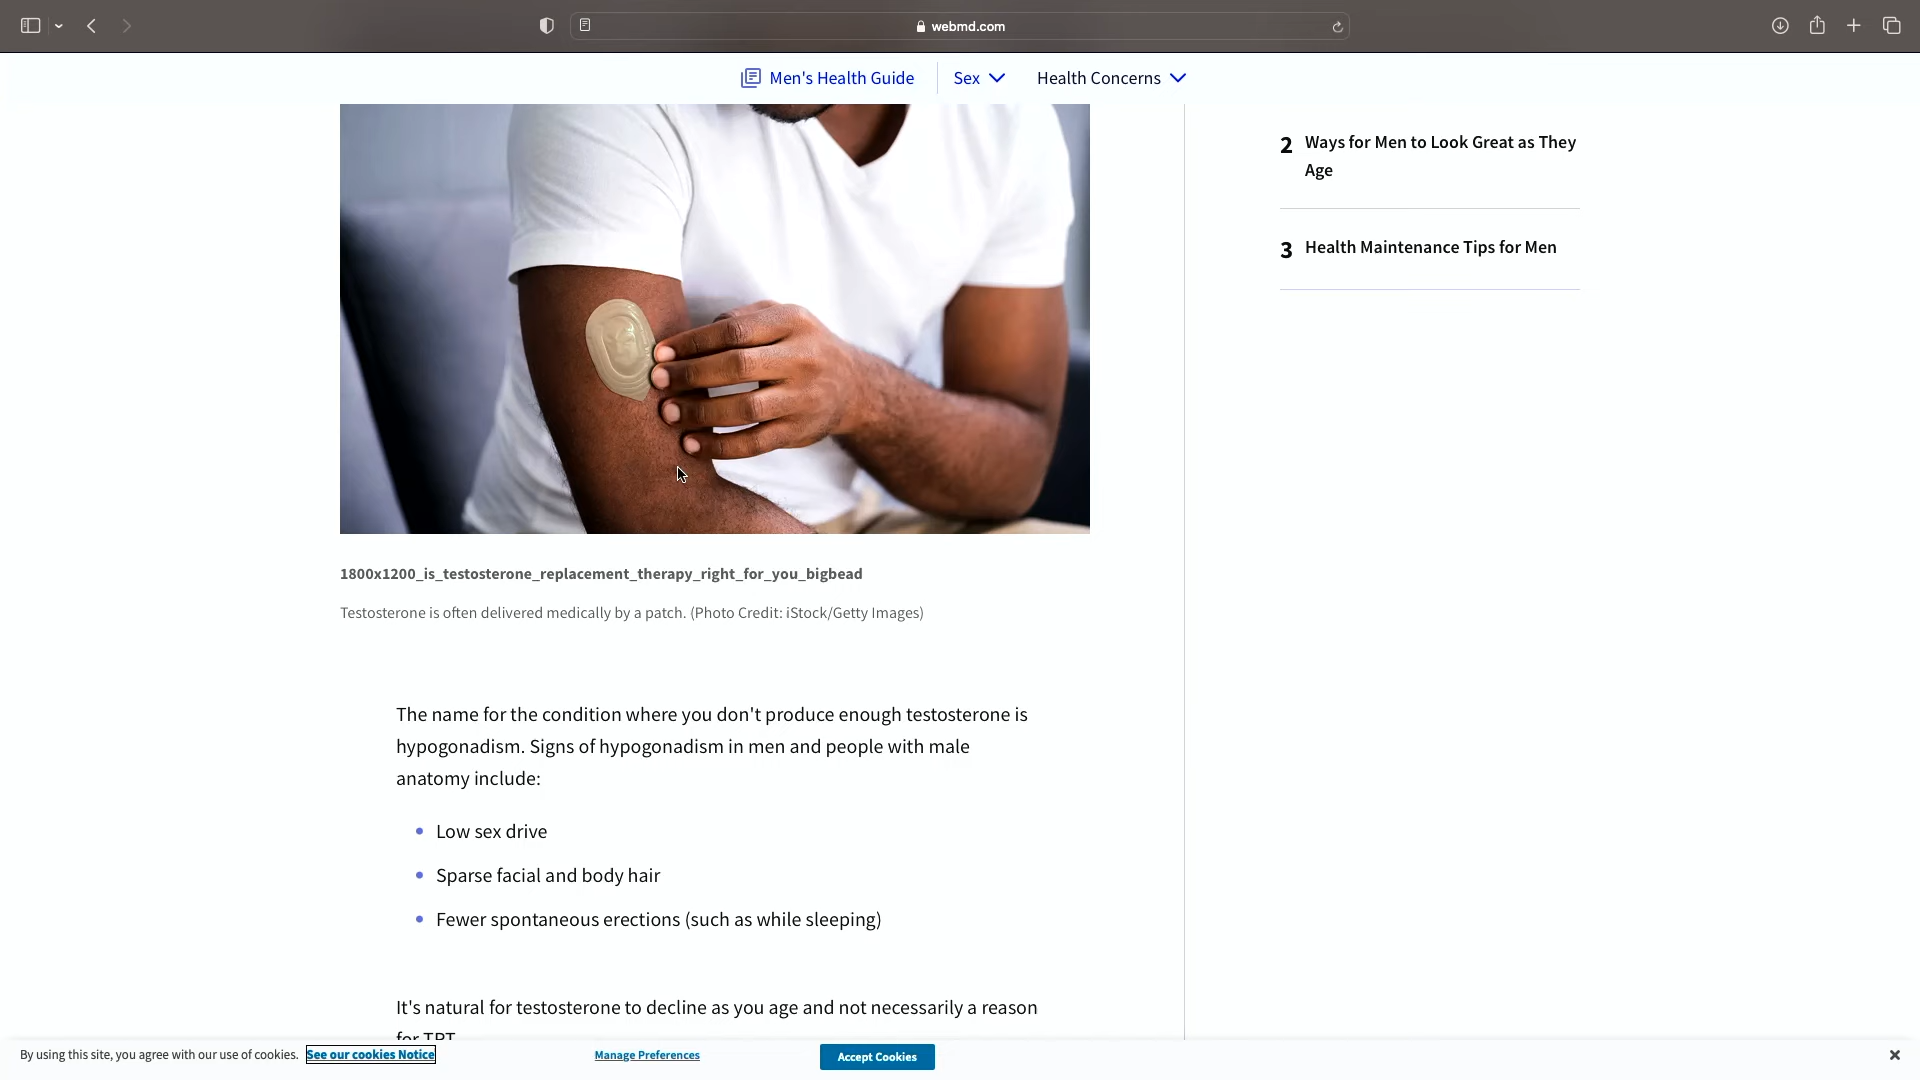 webmd.com
Men's Health Guide
Sex
Health Concerns
2 Ways for Men to Look Great as They
Age
3 Health Maintenance Tips for Men
1800x1200_is_testosterone_replacement_therapy_right_for_you_bigbead
Testosterone is often delivered medically by a patch. (Photo Credit: iStock/Getty Images)
The name for the condition where you don't produce enough testosterone is
hypogonadism. Signs of hypogonadism in men and people with male
anatomy include:
Low sex drive
Sparse facial and body hair
Fewer spontaneous erections (such as while sleeping)
It's natural for testosterone to decline as you age and not necessarily a reason
for TRT
By using this site, you agree with our use of cookies. See our cookies Notice
Manage Preferences
Accept Cookies